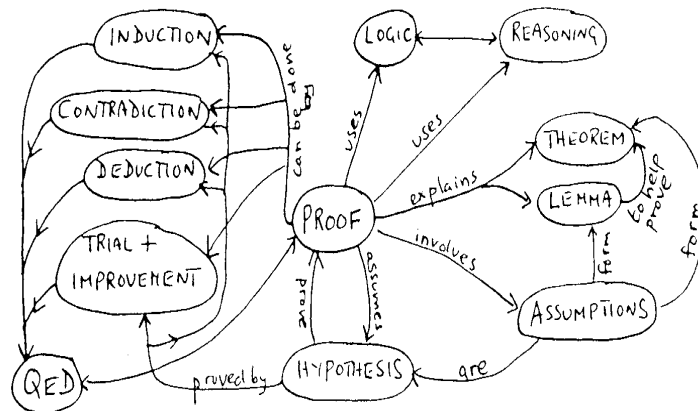 INDUCTION
LOGIC
REASONING
can be done
by
CONTRADICTION
uses
uses
THEOREM
DEDUCTION
explains
LEMMA
to help
prove
form
PROOF
TRIAL +
IMPROVEMENT
involves
form
prove
assumes
ASSUMPTIONS
QED
proved by
HYPOTHESIS
are